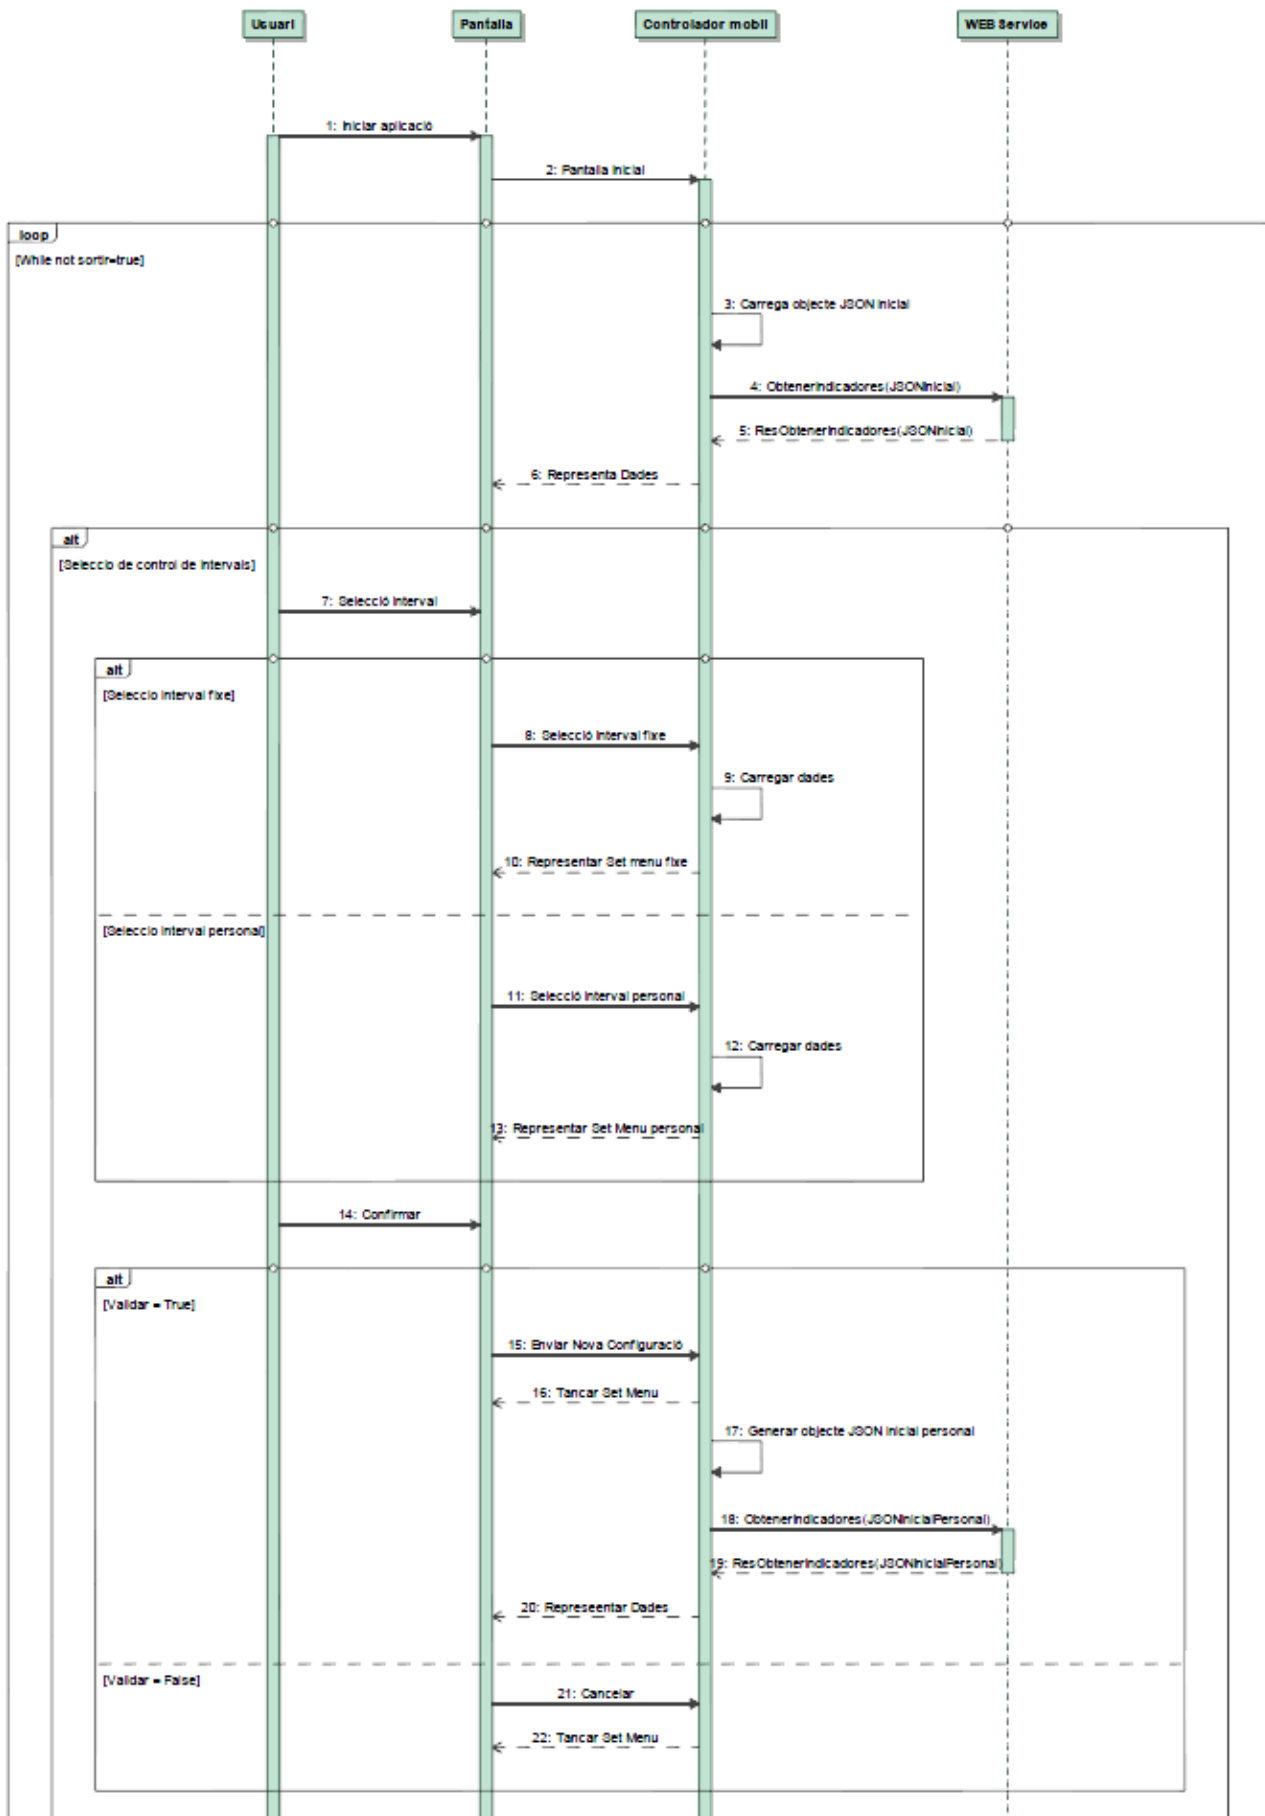 Usuari
Pantalla
Controlador mobil
WEB Service
1: Iniciar aplicació
2: Pantalla Inicial
loop
[While not sortir=true]
3: Carrega objecte JSON Inicial
4: ObtenerIndicadores(JSONInicial)
5: ResObtenerIndicadores(JSONInicial)
6: Representa Dades
alt
[Seleccio de control de intervals]
7: Selecció Interval
alt
[Seleccio Interval fixe]
8: Selecció Interval fixe
9: Carregar dades
10: Representar Set menu fixe
[Seleccio Interval personal]
11: Selecció Interval personal
12: Carregar dades
13: Representar Set Menu personal
14: Confirmar
alt
[Validar = True]
15: Enviar Nova Configuració
16: Tancar Set Menu
17: Generar objecte JSON Inicial personal
18: ObtenerIndicadores(JSONInicialPersonal)
19: ResObtenerIndicadores(JSONInicialPersonal)
20: Represeentar Dades
[Validar = False]
21: Cancelar
22: Tancar Set Menu